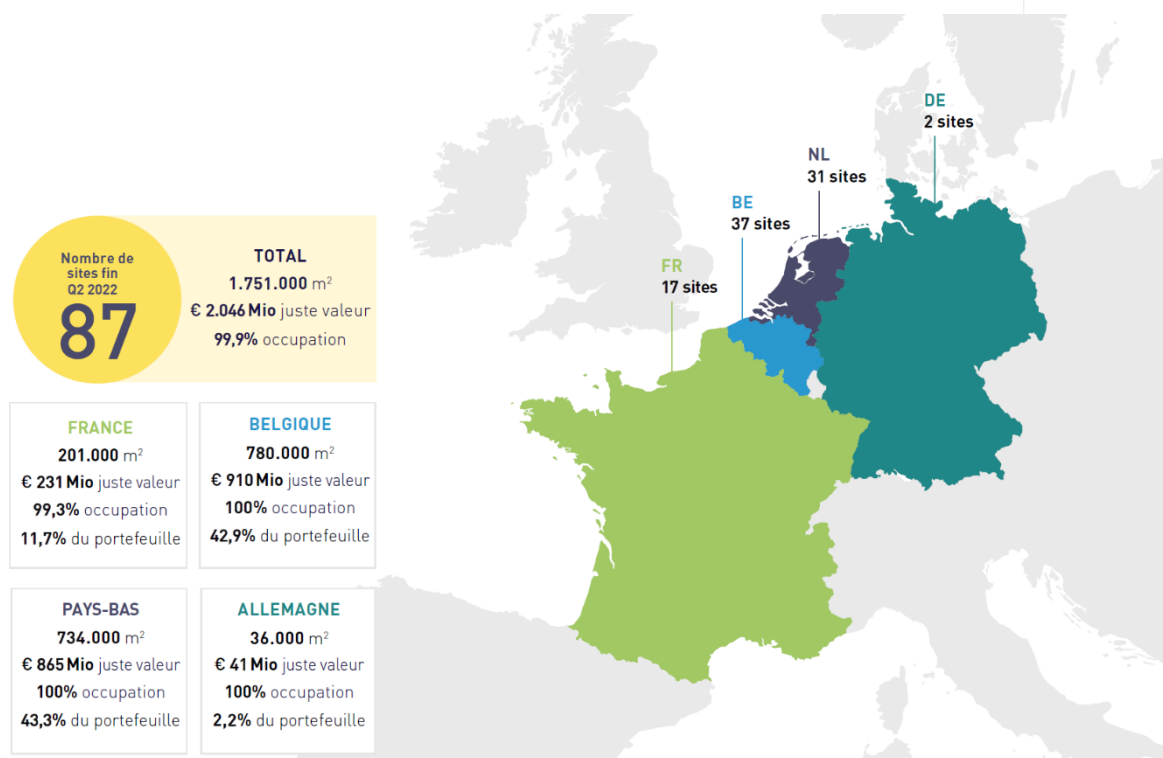 Nombre de
sites fin
Q2 2022
87
TOTAL
1.751.000 m²
€ 2.046 Mio juste valeur
99,9% occupation
FRANCE
201.000 m²
€ 231 Mio juste valeur
99,3% occupation
11,7% du portefeuille
BELGIQUE
780.000 m²
€ 910 Mio juste valeur
100% occupation
42,9% du portefeuille
PAYS-BAS
734.000 m²
€ 865 Mio juste valeur
100% occupation
43,3% du portefeuille
ALLEMAGNE
36.000 m²
€ 41 Mio juste valeur
100% occupation
2,2% du portefeuille
FR
17 sites
BE
37 sites
NL
31 sites
DE
2 sites